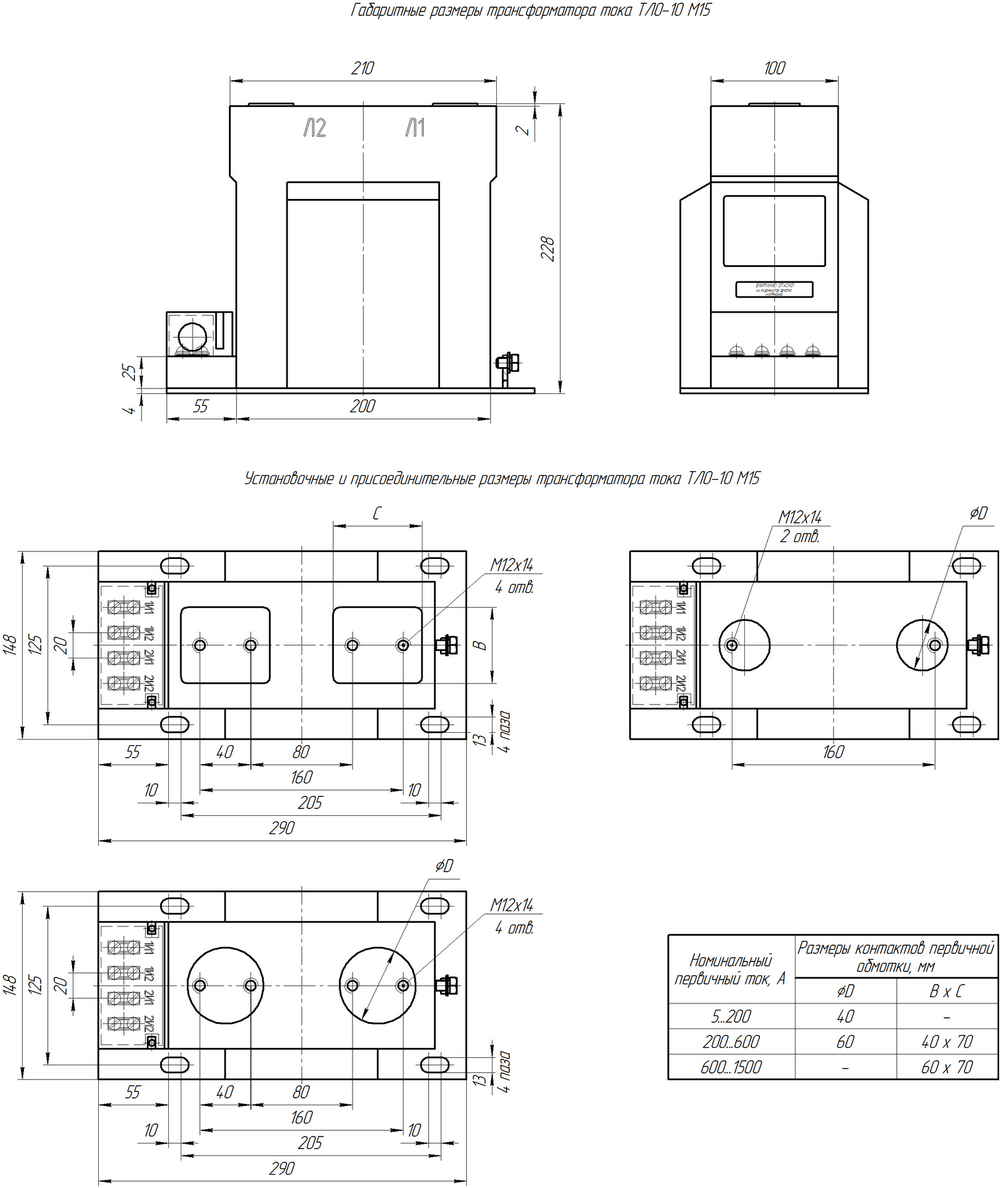 Габаритные размеры трансформатора тока ТЛО-10 М15
210
100
Л2
Л1
2
228
25
4
55
200
Установочные и присоединительные размеры трансформатора тока ТЛО-10 М15
C
М12х14
4 отв.
148
125
20
1И1
1И2
2И1
2И2
B
13
4 паза
55
40
80
160
10
10
205
290
М12х14
2 отв.
ϕD
1И1
1И2
2И1
2И2
160
ϕD
М12х14
4 отв.
148
125
20
1И1
1И2
2И1
2И2
13
4 паза
55
40
80
160
10
10
205
290
Номинальный первичный ток, А
Размеры контактов первичной обмотки, мм
ϕD
В х С
5...200
40
–
200...600
60
40 х 70
600...1500
–
60 х 70